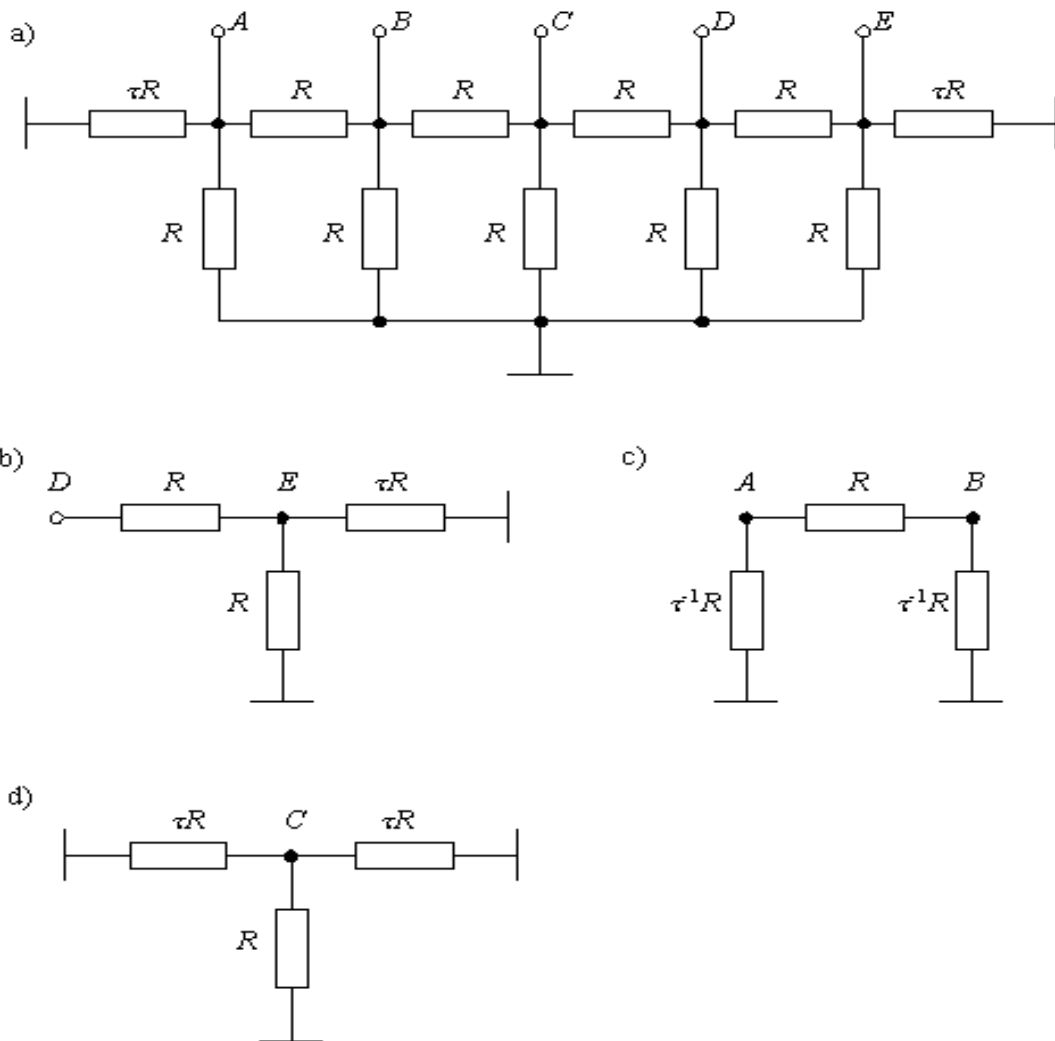 a) A B C D E
τR R R R R τR
R R R R R
b) D R E τR
R
c) A R B
τ⁻¹R τ⁻¹R
d) τR C τR
R